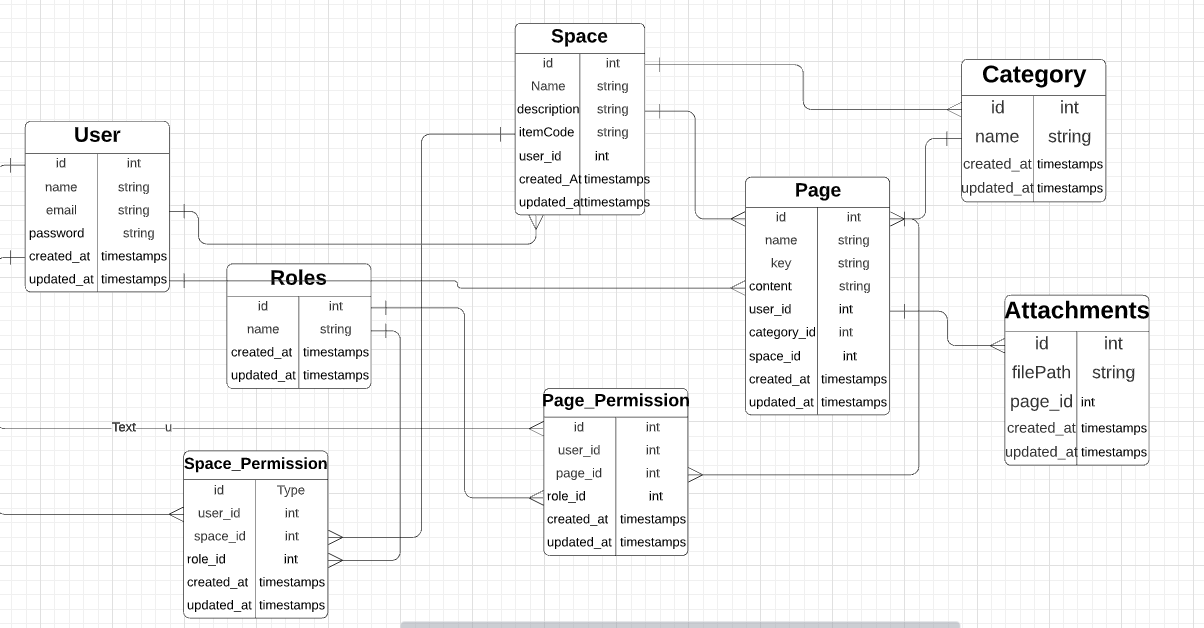 Space
id int
Name string
description string
itemCode string
user_id int
created_At timestamps
updated_at timestamps
Category
id int
name string
created_at timestamps
updated_at timestamps
User
id int
name string
email string
password string
created_at timestamps
updated_at timestamps
Page
id int
name string
key string
content string
user_id int
category_id int
space_id int
created_at timestamps
updated_at timestamps
Roles
id int
name string
created_at timestamps
updated_at timestamps
Attachments
id int
filePath string
page_id int
created_at timestamps
updated_at timestamps
Page_Permission
id int
user_id int
page_id int
role_id int
created_at timestamps
updated_at timestamps
Text u
Space_Permission
id Type
user_id int
space_id int
role_id int
created_at timestamps
updated_at timestamps